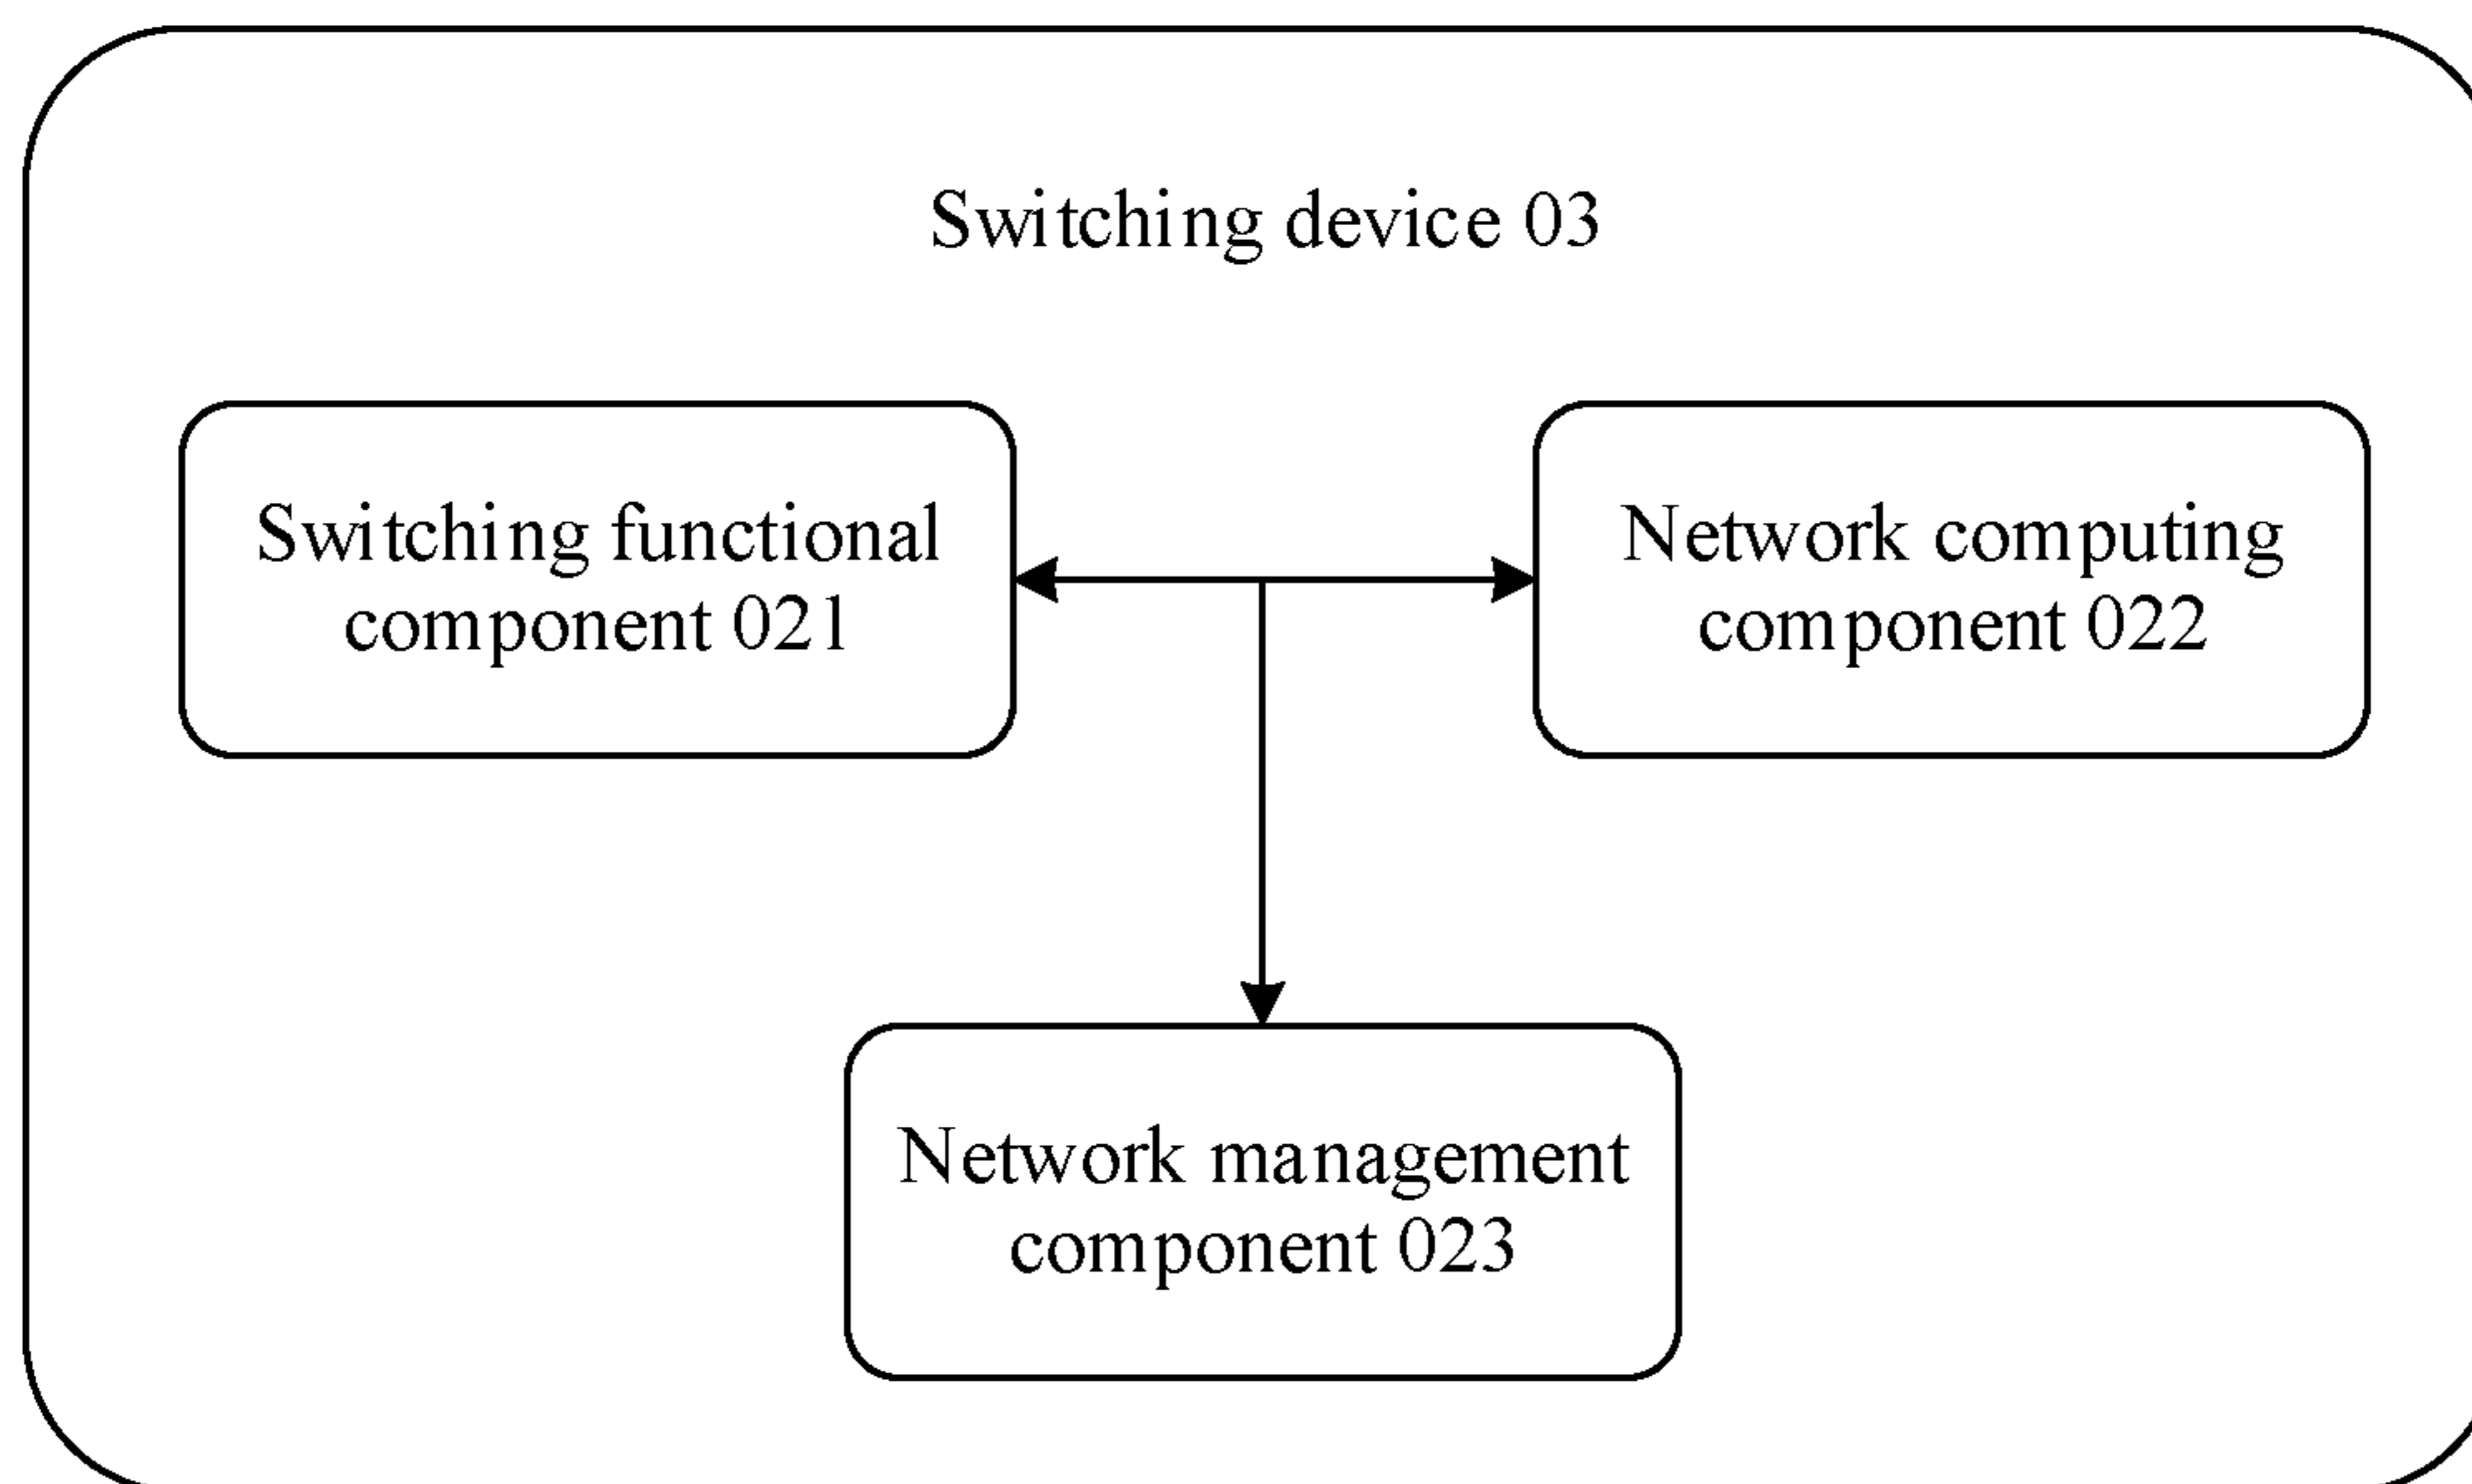 Switching device 03
Switching functional
component 021
Network computing
component 022
Network management
component 023